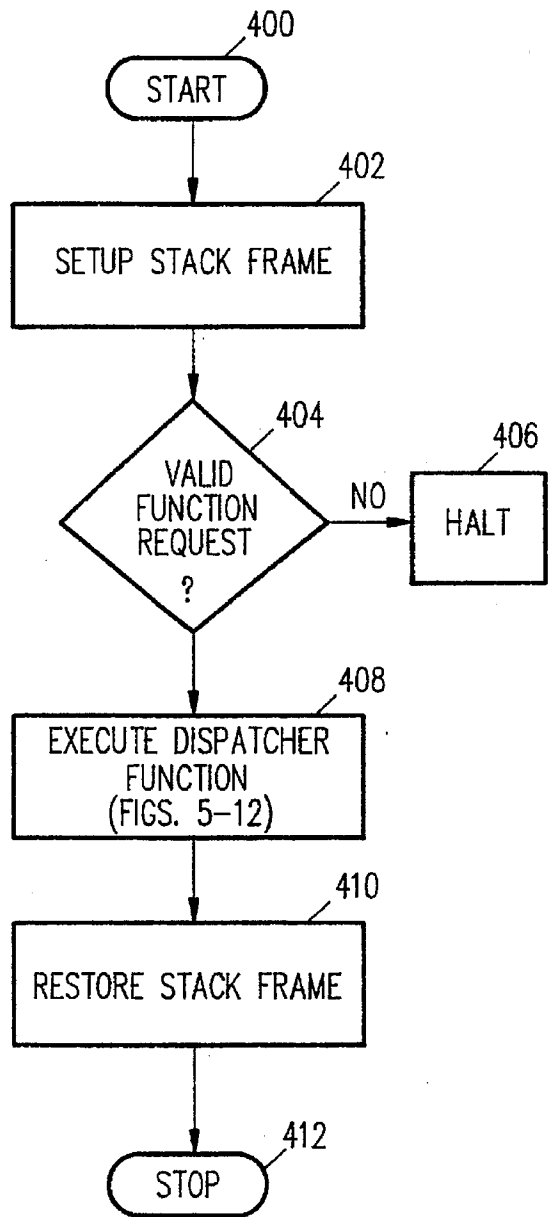 400
START
402
SETUP STACK FRAME
404
VALID
FUNCTION
REQUEST
?
NO
406
HALT
408
EXECUTE DISPATCHER
FUNCTION
(FIGS. 5-12)
410
RESTORE STACK FRAME
412
STOP